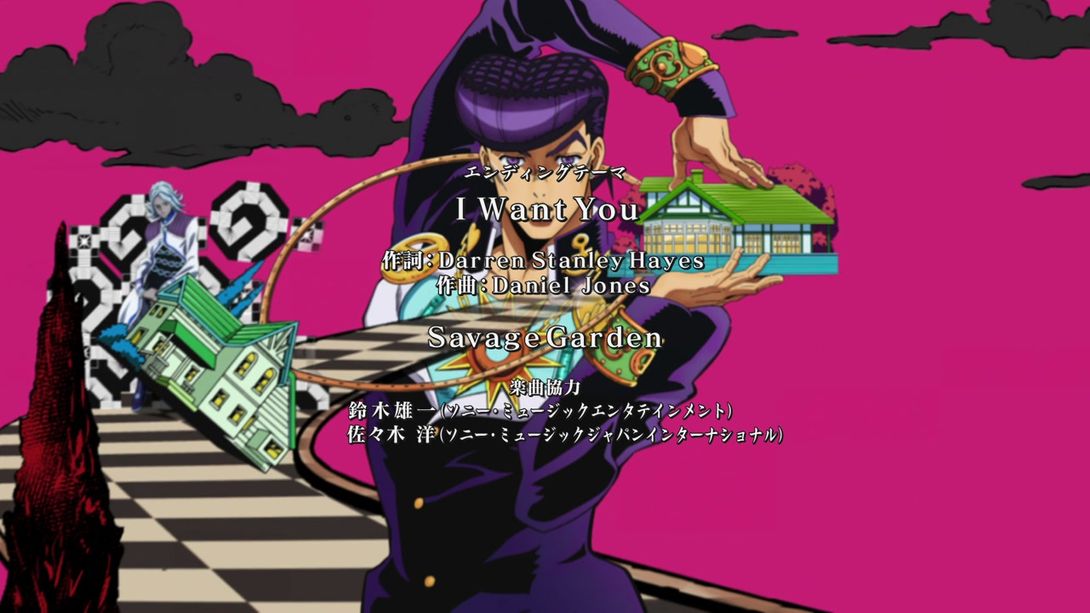 エンディングテーマ
I Want You
作詞：Darren Stanley Hayes
作曲：Daniel Jones
Savage Garden
楽曲協力
鈴木雄一（ソニー・ミュージックエンタテインメント）
佐々木 洋（ソニー・ミュージックジャパンインターナショナル）